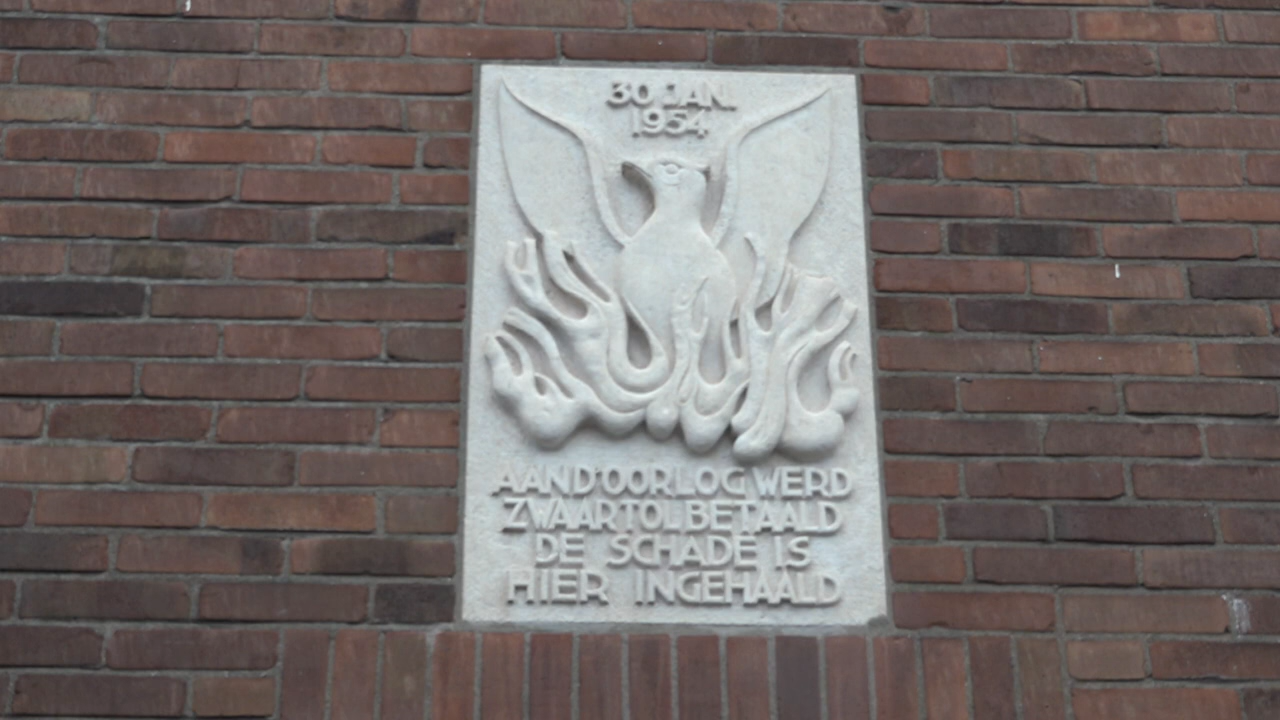 30 JAN.
1954
AAN D'OORLOG WERD
ZWAAR TOL BETAALD
DE SCHADE IS
HIER INGEHAALD